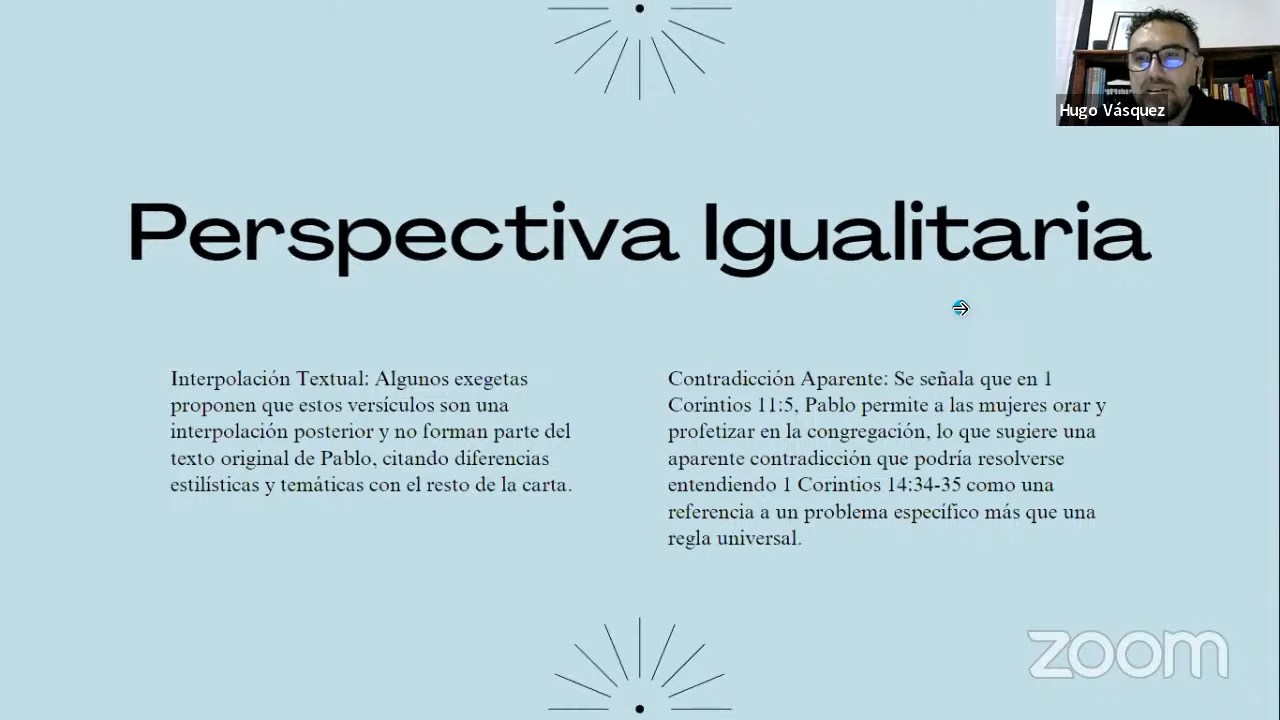 Hugo Vásquez
Perspectiva Igualitaria
Interpolación Textual: Algunos exegetas
proponen que estos versículos son una
interpolación posterior y no forman parte del
texto original de Pablo, citando diferencias
estilísticas y temáticas con el resto de la carta.
Contradicción Aparente: Se señala que en 1
Corintios 11:5, Pablo permite a las mujeres orar y
profetizar en la congregación, lo que sugiere una
aparente contradicción que podría resolverse
entendiendo 1 Corintios 14:34-35 como una
referencia a un problema específico más que una
regla universal.
zoom